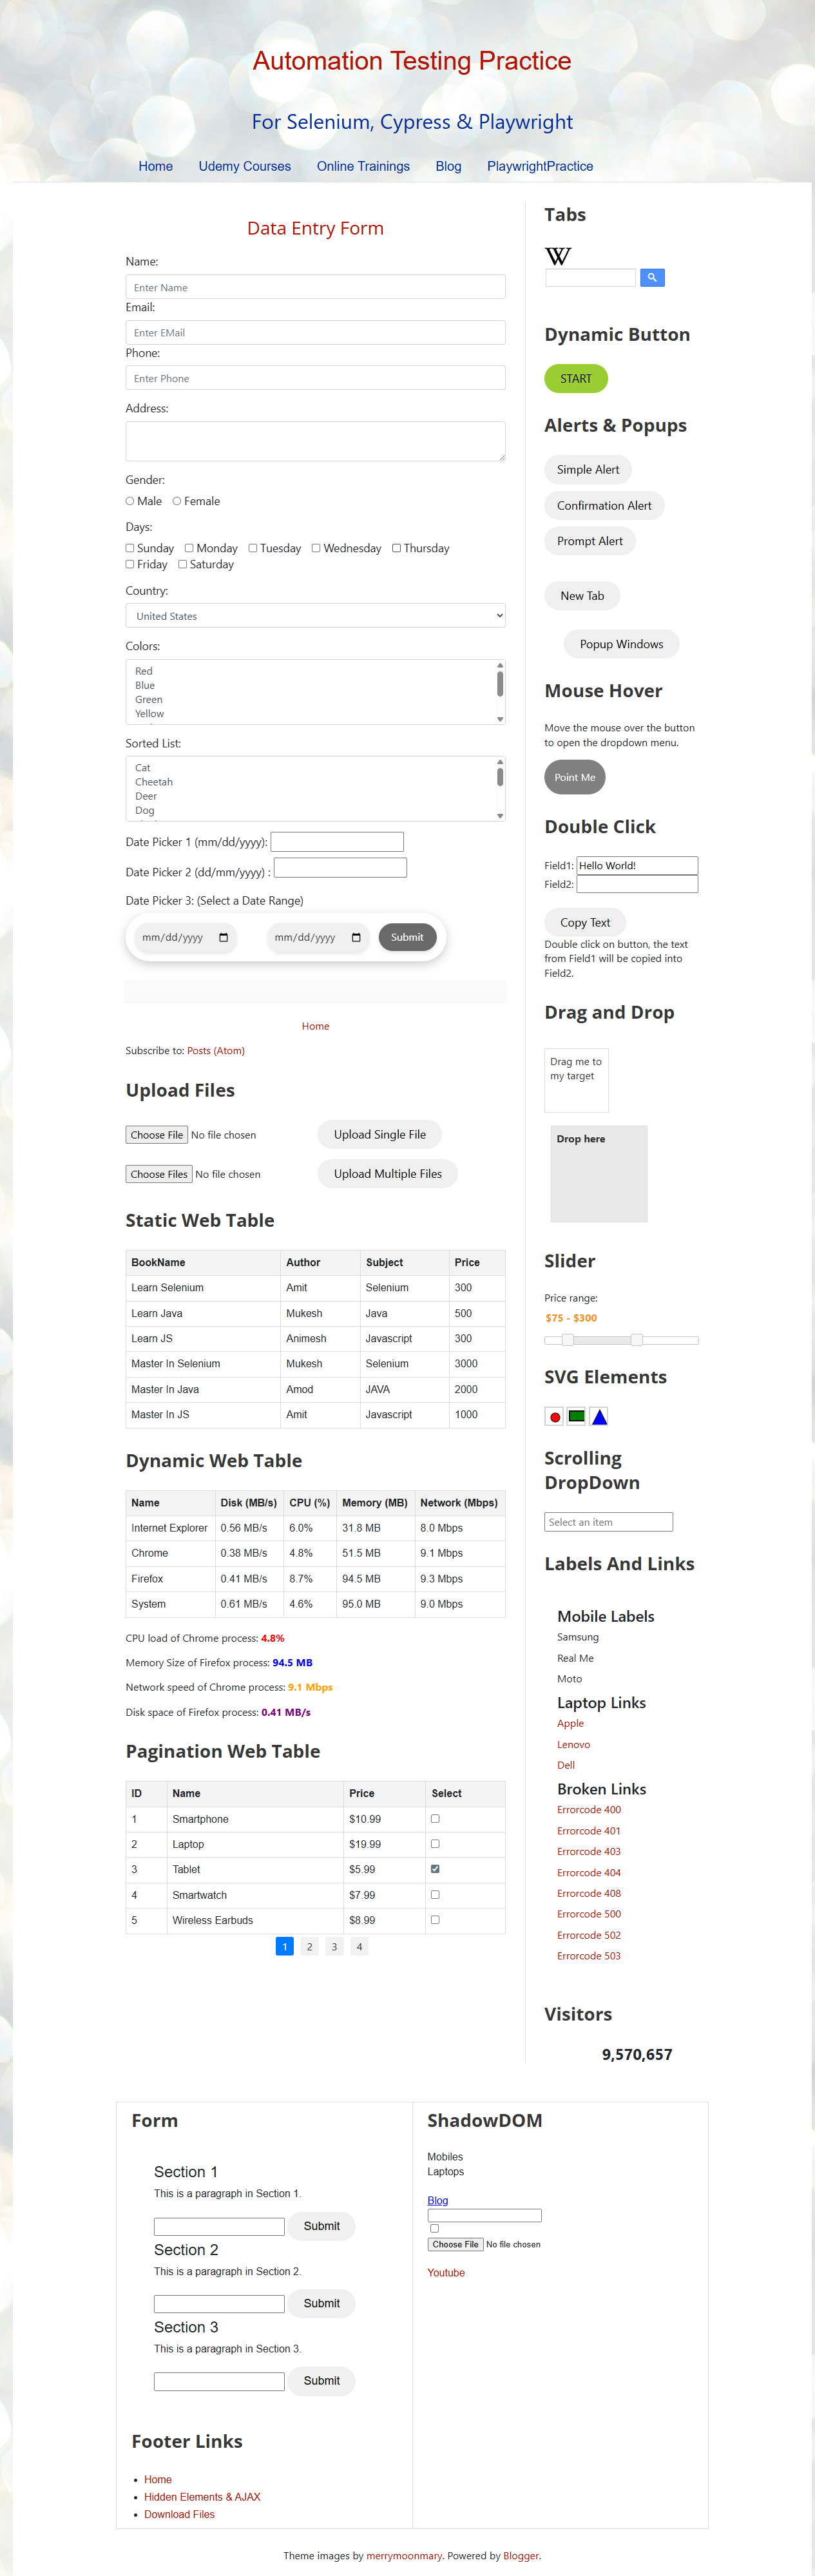 Automation Testing Practice
For Selenium, Cypress & Playwright
Home Udemy Courses Online Trainings Blog PlaywrightPractice
Data Entry Form
Name:
Enter Name
Email:
Enter EMail
Phone:
Enter Phone
Address:
Gender:
Male Female
Days:
Sunday Monday Tuesday Wednesday Thursday
Friday Saturday
Country:
United States
Colors:
Red
Blue
Green
Yellow
Sorted List:
Cat
Cheetah
Deer
Dog
Date Picker 1 (mm/dd/yyyy):
Date Picker 2 (dd/mm/yyyy) :
Date Picker 3: (Select a Date Range)
mm/dd/yyyy mm/dd/yyyy Submit
Home
Subscribe to: Posts (Atom)
Upload Files
Choose File No file chosen Upload Single File
Choose Files No file chosen Upload Multiple Files
Static Web Table
BookName Author Subject Price
Learn Selenium Amit Selenium 300
Learn Java Mukesh Java 500
Learn JS Animesh Javascript 300
Master In Selenium Mukesh Selenium 3000
Master In Java Amod JAVA 2000
Master In JS Amit Javascript 1000
Dynamic Web Table
Name Disk (MB/s) CPU (%) Memory (MB) Network (Mbps)
Internet Explorer 0.56 MB/s 6.0% 31.8 MB 8.0 Mbps
Chrome 0.38 MB/s 4.8% 51.5 MB 9.1 Mbps
Firefox 0.41 MB/s 8.7% 94.5 MB 9.3 Mbps
System 0.61 MB/s 4.6% 95.0 MB 9.0 Mbps
CPU load of Chrome process: 4.8%
Memory Size of Firefox process: 94.5 MB
Network speed of Chrome process: 9.1 Mbps
Disk space of Firefox process: 0.41 MB/s
Pagination Web Table
ID Name Price Select
1 Smartphone $10.99
2 Laptop $19.99
3 Tablet $5.99
4 Smartwatch $7.99
5 Wireless Earbuds $8.99
1 2 3 4
Tabs
W
Dynamic Button
START
Alerts & Popups
Simple Alert
Confirmation Alert
Prompt Alert
New Tab
Popup Windows
Mouse Hover
Move the mouse over the button
to open the dropdown menu.
Point Me
Double Click
Field1: Hello World!
Field2:
Copy Text
Double click on button, the text
from Field1 will be copied into
Field2.
Drag and Drop
Drag me to
my target
Drop here
Slider
Price range:
$75 - $300
SVG Elements
Scrolling
DropDown
Select an item
Labels And Links
Mobile Labels
Samsung
Real Me
Moto
Laptop Links
Apple
Lenovo
Dell
Broken Links
Errorcode 400
Errorcode 401
Errorcode 403
Errorcode 404
Errorcode 408
Errorcode 500
Errorcode 502
Errorcode 503
Visitors
9,570,657
Form
Section 1
This is a paragraph in Section 1.
Submit
Section 2
This is a paragraph in Section 2.
Submit
Section 3
This is a paragraph in Section 3.
Submit
Footer Links
Home
Hidden Elements & AJAX
Download Files
ShadowDOM
Mobiles
Laptops
Blog
Choose File No file chosen
Youtube
Theme images by merrymoonmary. Powered by Blogger.